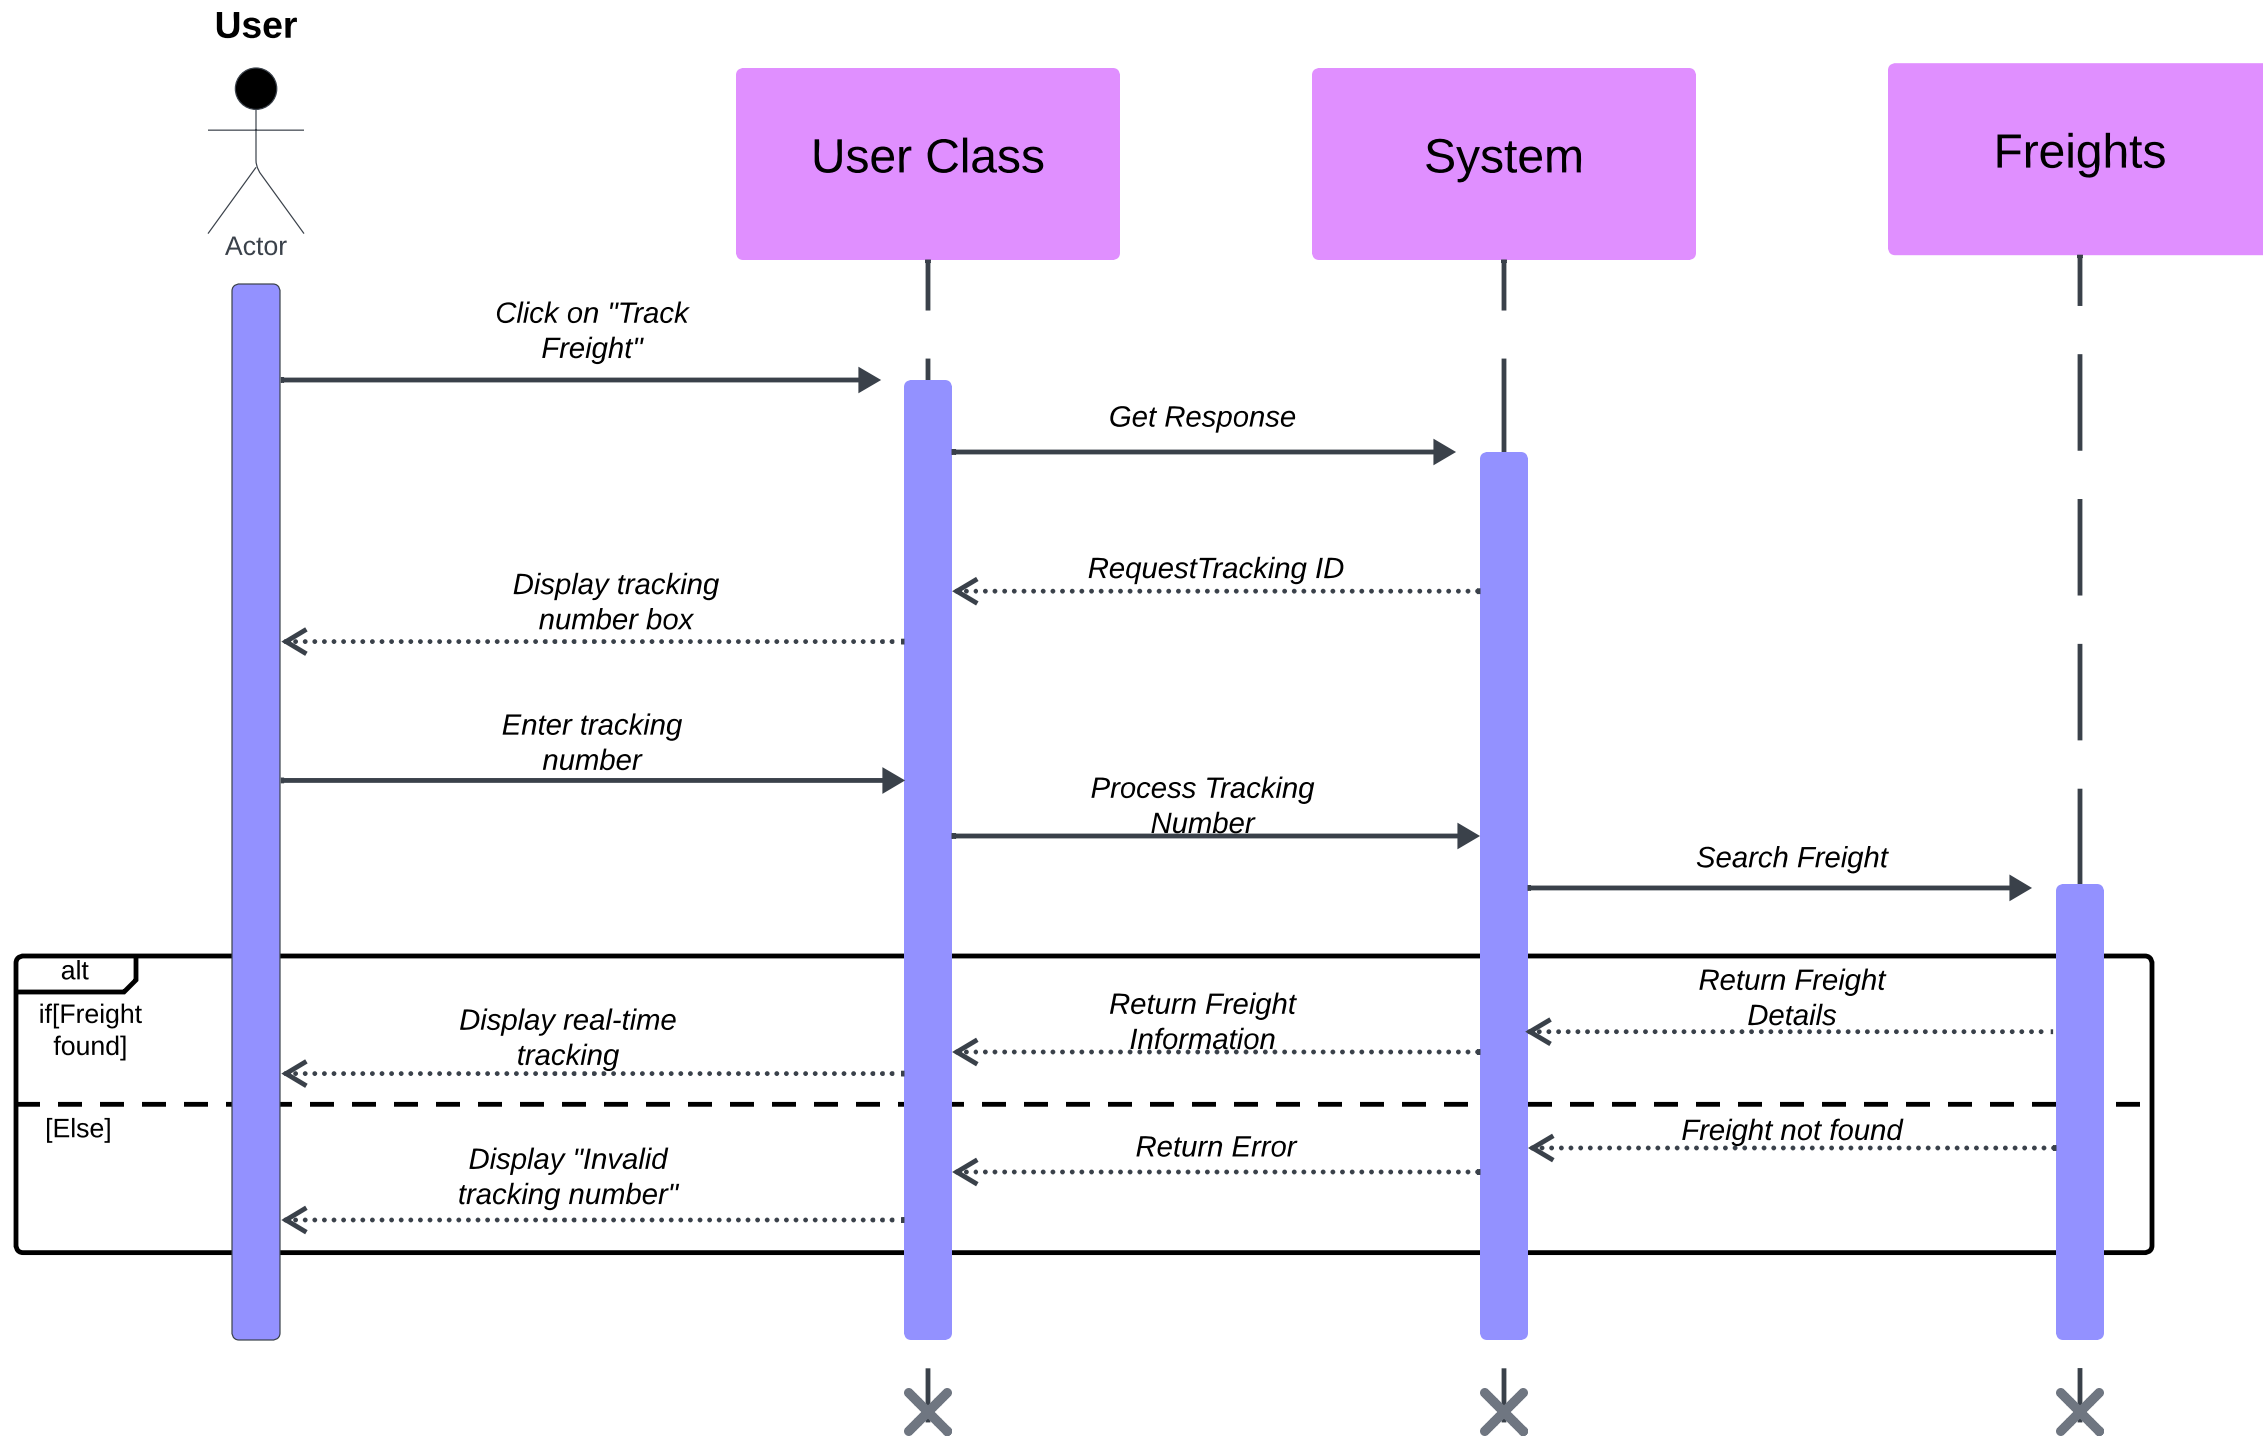 User
Actor
User Class
System
Freights
Click on "Track
Freight"
Get Response
RequestTracking ID
Display tracking
number box
Enter tracking
number
Process Tracking
Number
Search Freight
alt
if[Freight
found]
Return Freight
Details
Return Freight
Information
Display real-time
tracking
[Else]
Freight not found
Return Error
Display "Invalid
tracking number"